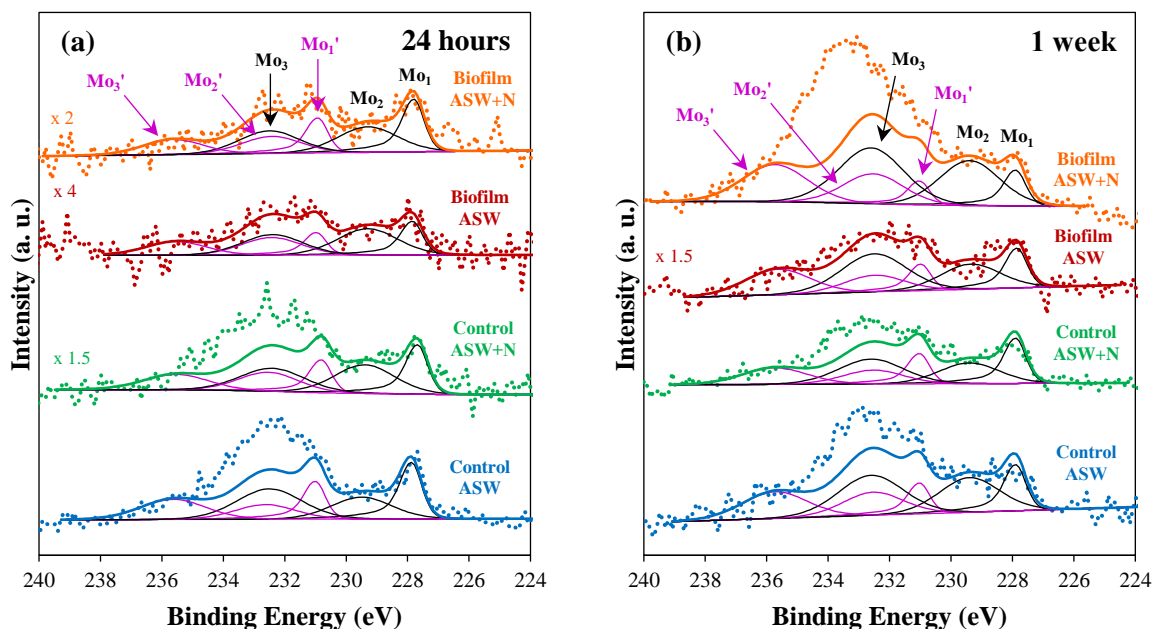 (a)
24 hours
Mo₃'
Mo₂'
Mo₃
Mo₁'
Mo₂
Mo₁
Biofilm
ASW+N
x 2
x 4
Biofilm
ASW
Control
ASW+N
x 1.5
Control
ASW
Intensity (a. u.)
240 238 236 234 232 230 228 226 224
Binding Energy (eV)
(b)
1 week
Mo₃'
Mo₂'
Mo₃
Mo₁'
Mo₂
Mo₁
Biofilm
ASW+N
Biofilm
ASW
x 1.5
Control
ASW+N
Control
ASW
Intensity (a. u.)
240 238 236 234 232 230 228 226 224
Binding Energy (eV)